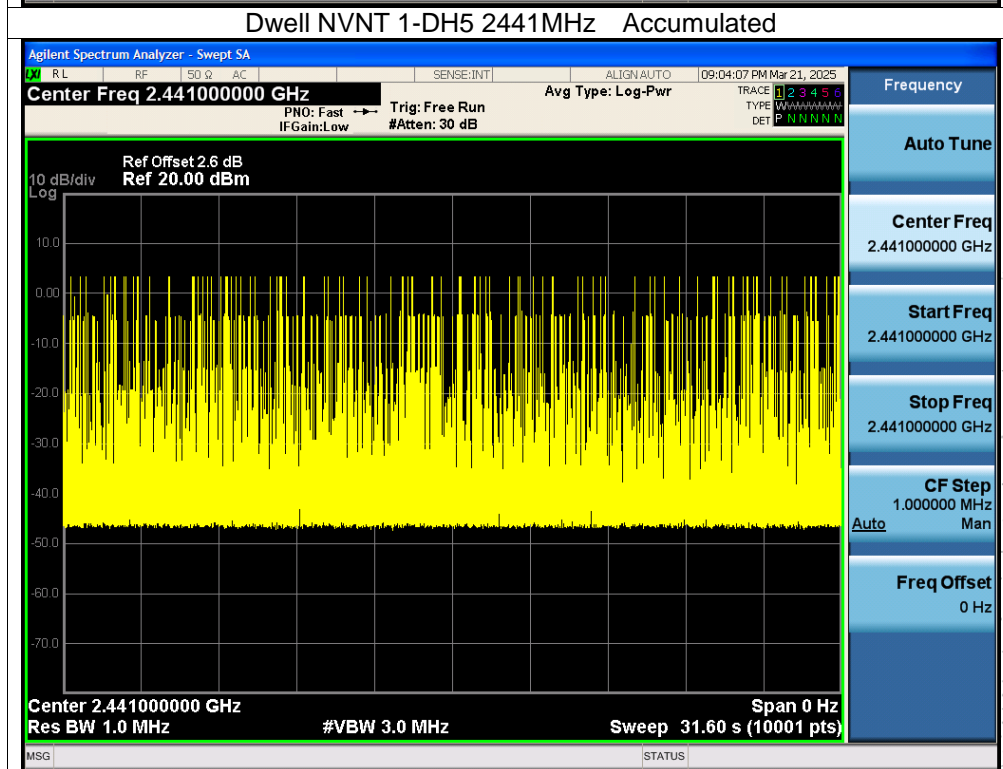 Dwell NVNT 1-DH5 2441MHz Accumulated
Agilent Spectrum Analyzer - Swept SA
LXI RL RF 50 Ω AC SENSE:INT ALIGN AUTO 09:04:07 PM Mar 21, 2025
Center Freq 2.441000000 GHz
PNO: Fast
IFGain:Low
Trig: Free Run
#Atten: 30 dB
Avg Type: Log-Pwr
TRACE 1 2 3 4 5 6
TYPE W
DET P N N N N N
Frequency
Auto Tune
Center Freq
2.441000000 GHz
Start Freq
2.441000000 GHz
Stop Freq
2.441000000 GHz
CF Step
1.000000 MHz
Auto Man
Freq Offset
0 Hz
Ref Offset 2.6 dB
10 dB/div Ref 20.00 dBm
Log
10.0
0.00
-10.0
-20.0
-30.0
-40.0
-50.0
-60.0
-70.0
Center 2.441000000 GHz Span 0 Hz
Res BW 1.0 MHz #VBW 3.0 MHz Sweep 31.60 s (10001 pts)
MSG STATUS